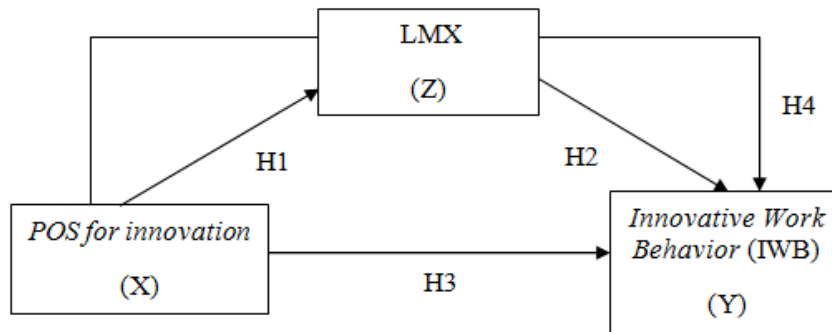 LMX
(Z)
H4
H1
H2
POS for innovation
(X)
Innovative Work
Behavior (IWB)
(Y)
H3